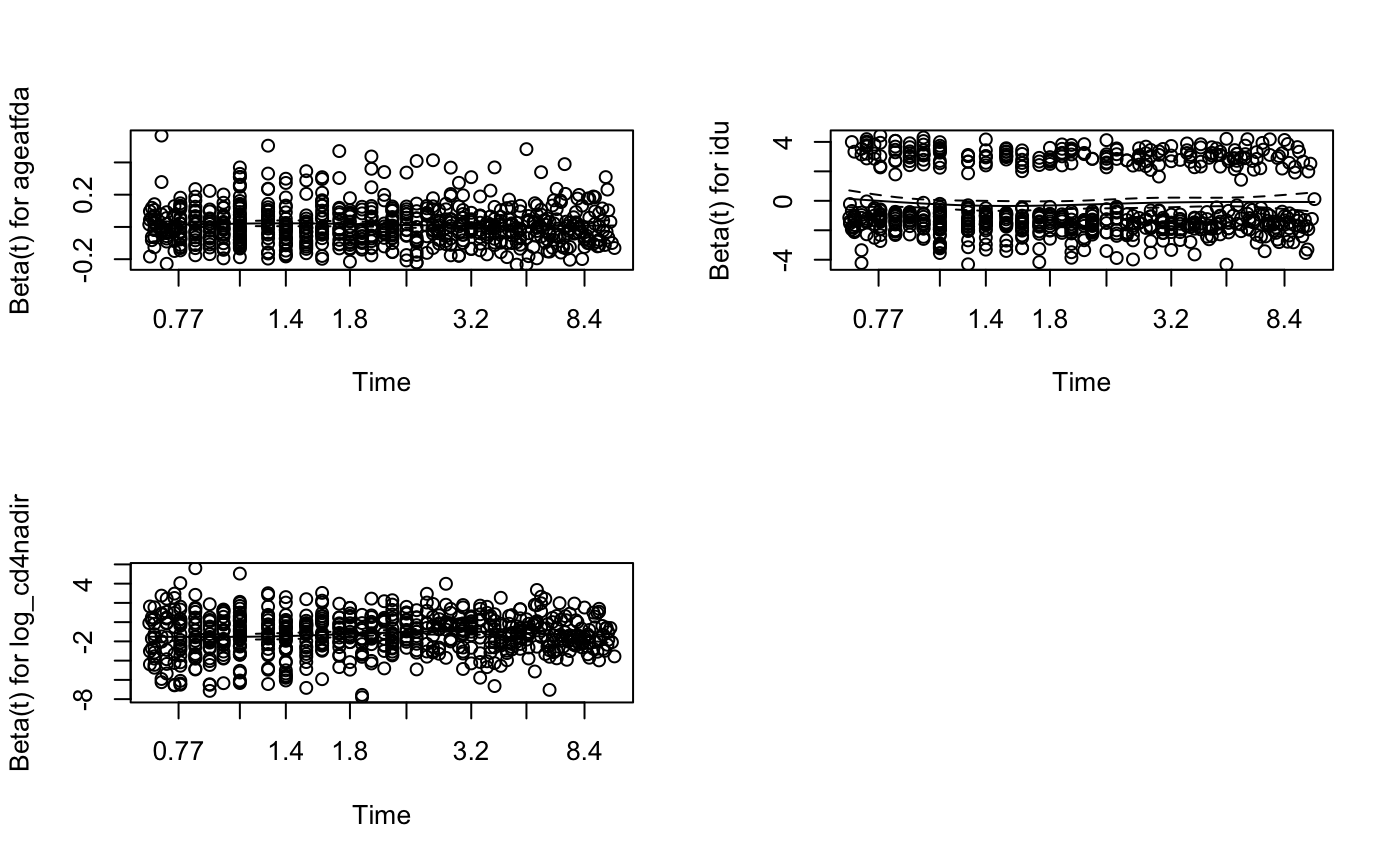 Beta(t) for ageatfda
0.2
-0.2
0.77 1.4 1.8 3.2 8.4
Time
Beta(t) for idu
4
0
-4
0.77 1.4 1.8 3.2 8.4
Time
Beta(t) for log_cd4nadir
4
-2
-8
0.77 1.4 1.8 3.2 8.4
Time